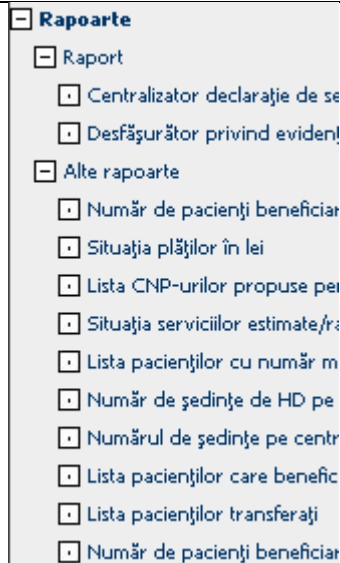 Rapoarte
Raport
Centralizator declaraţie de se
Desfăşurător privind eviden
Alte rapoarte
Număr de pacienţi beneficiar
Situaţia plăţilor în lei
Lista CNP-urilor propuse per
Situaţia serviciilor estimate/ra
Lista pacienţilor cu număr m
Număr de şedinţe de HD pe
Numărul de şedinţe pe centr
Lista pacienţilor care benefic
Lista pacienţilor transferaţi
Număr de pacienţi beneficiar